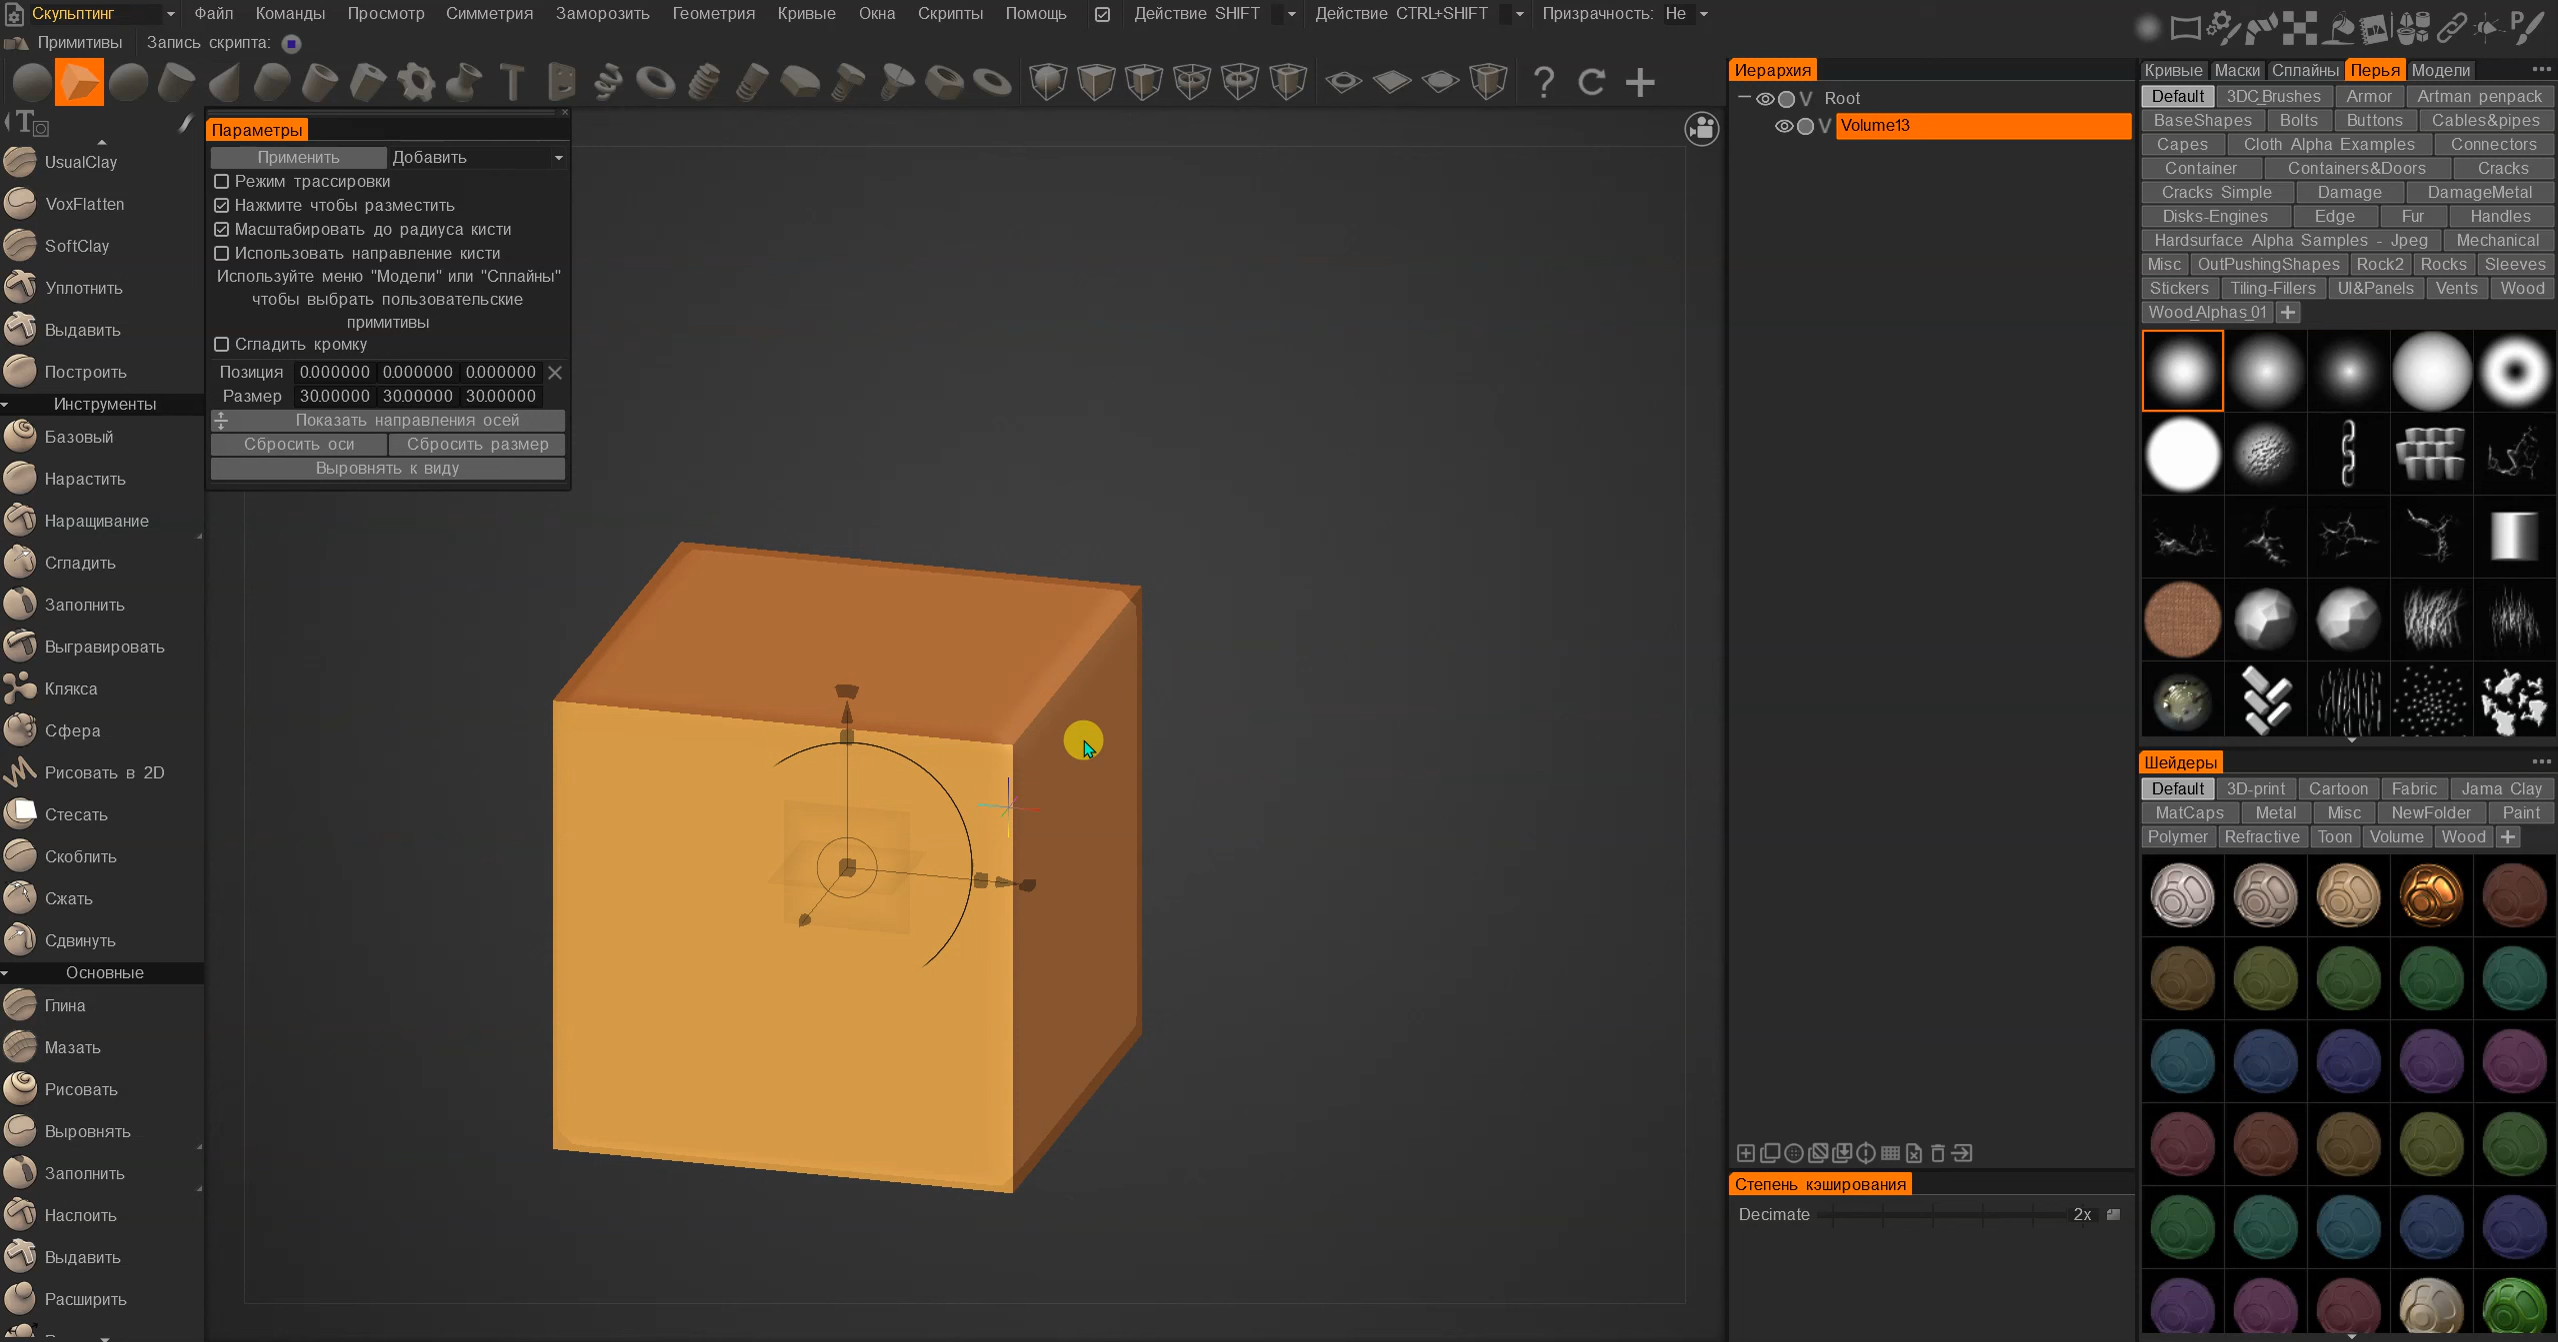 Скульптинг Файл Команды Просмотр Симметрия Заморозить Геометрия Кривые Окна Скрипты Помощь Действие SHIFT Действие CTRL+SHIFT Призрачность: Не
Примитивы Запись скрипта:
UsualClay
VoxFlatten
SoftClay
Уплотнить
Выдавить
Построить
Инструменты
Базовый
Нарастить
Наращивание
Сгладить
Заполнить
Выгравировать
Клякса
Сфера
Рисовать в 2D
Стесать
Скоблить
Сжать
Сдвинуть
Основные
Глина
Мазать
Рисовать
Выровнять
Заполнить
Наслоить
Выдавить
Расширить
Параметры
Применить Добавить
Режим трассировки
Нажмите чтобы разместить
Масштабировать до радиуса кисти
Использовать направление кисти
Используйте меню "Модели" или "Сплайны"
чтобы выбрать пользовательские
примитивы
Сгладить кромку
Позиция 0.000000 0.000000 0.000000
Размер 30.00000 30.00000 30.00000
Показать направления осей
Сбросить оси Сбросить размер
Выровнять к виду
Иерархия
Root
V Volume13
Степень кэширования
Decimate 2x
Кривые Маски Сплайны Перья Модели
Default 3DC_Brushes Armor Artman penpack
BaseShapes Bolts Buttons Cables&pipes
Capes Cloth Alpha Examples Connectors
Container Containers&Doors Cracks
Cracks Simple Damage DamageMetal
Disks-Engines Edge Fur Handles
Hardsurface Alpha Samples - Jpeg Mechanical
Misc OutPushingShapes Rock2 Rocks Sleeves
Stickers Tiling-Fillers UI&Panels Vents Wood
Wood_Alphas_01
Шейдеры
Default 3D-print Cartoon Fabric Jama Clay
MatCaps Metal Misc NewFolder Paint
Polymer Refractive Toon Volume Wood